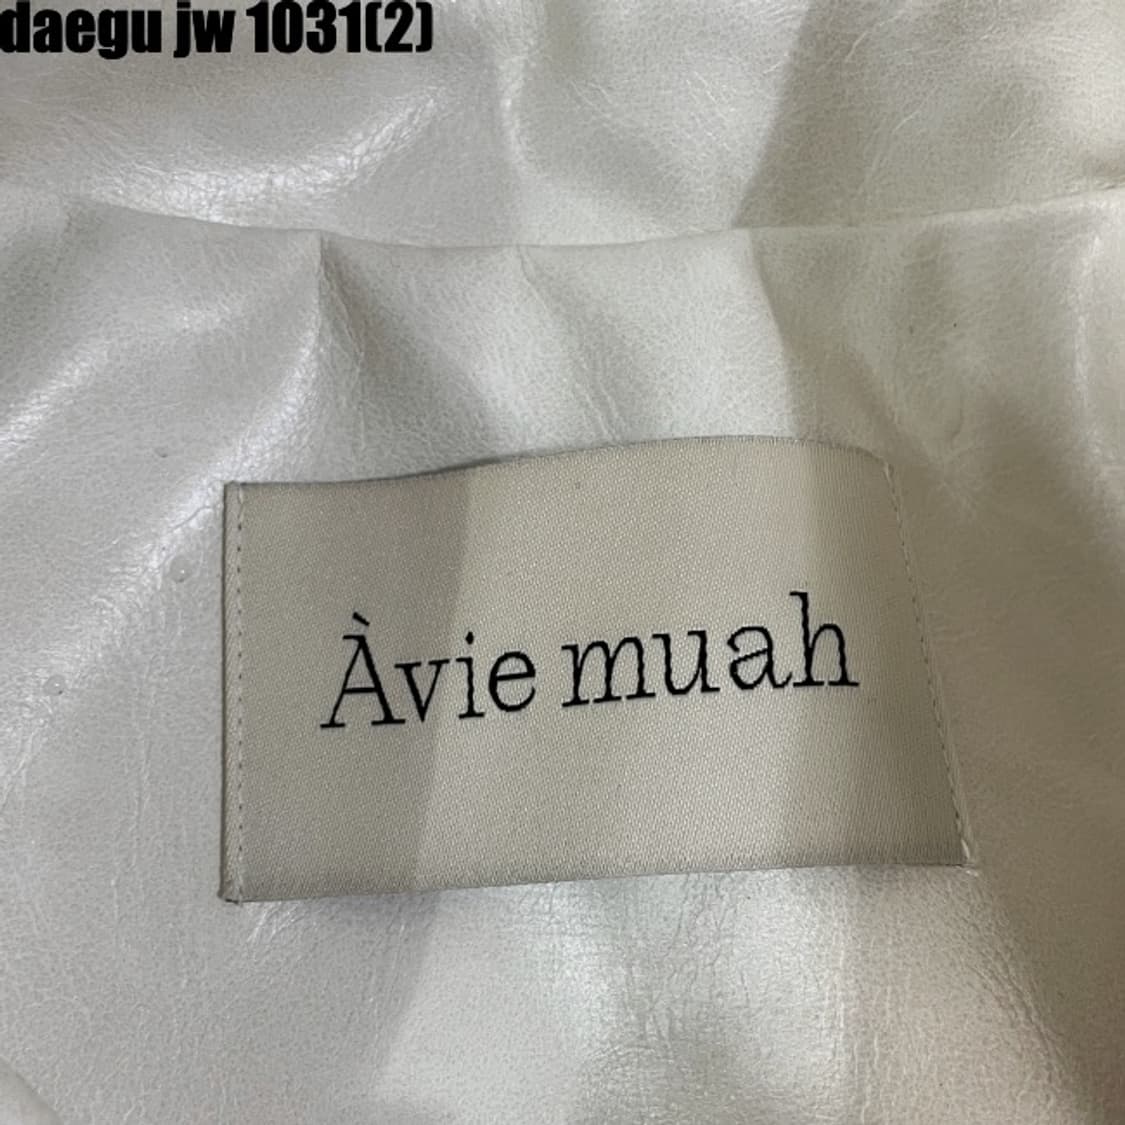 daegu jw 1031(2)
Àvie muah